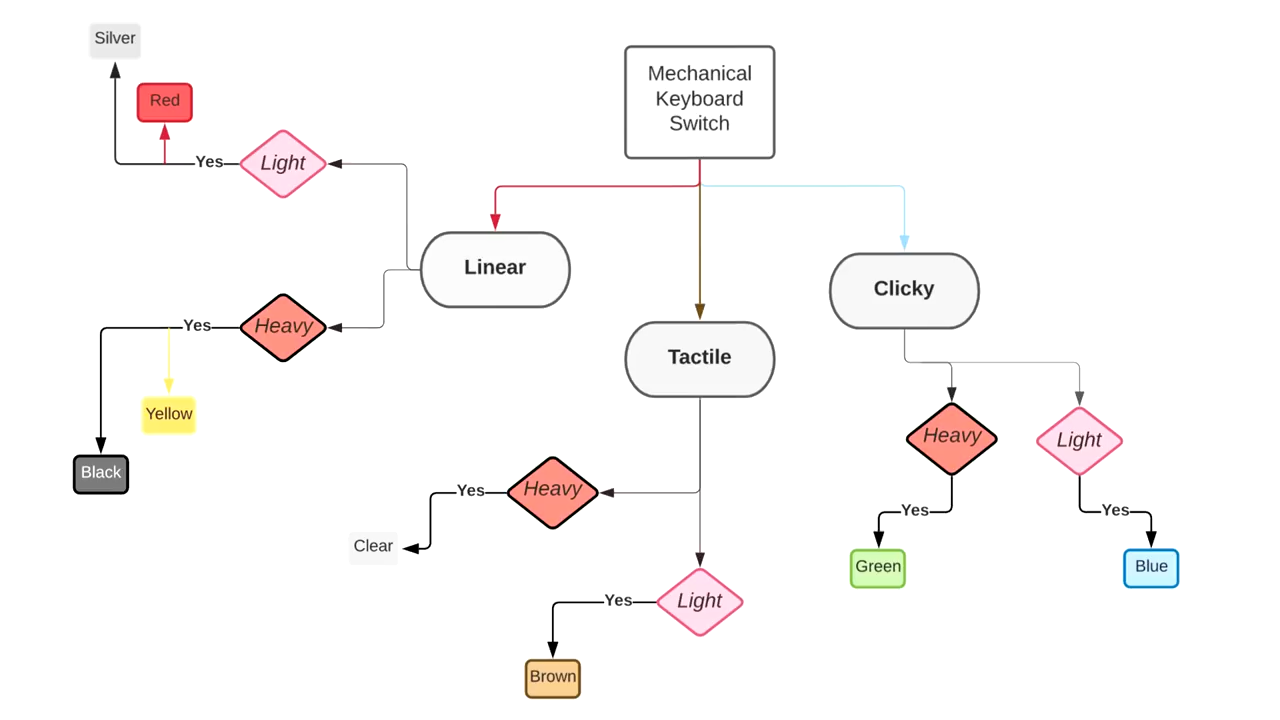 Silver
Mechanical
Keyboard
Switch
Red
Yes
Light
Linear
Clicky
Yes
Heavy
Tactile
Yellow
Heavy
Light
Black
Yes
Heavy
Yes
Yes
Clear
Green
Blue
Yes
Light
Brown